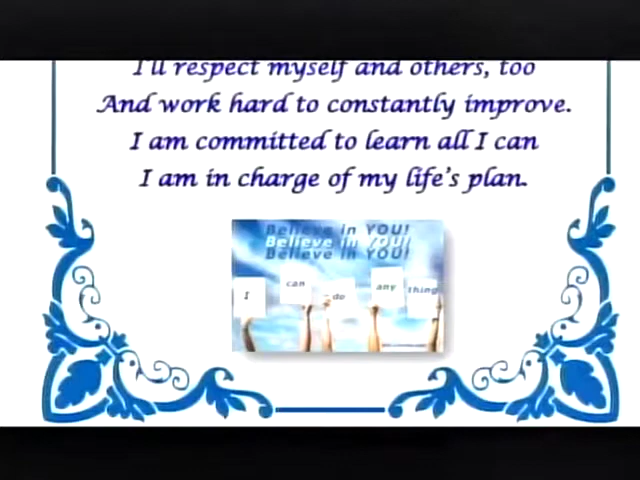 I'll respect myself and others, too
And work hard to constantly improve.
I am committed to learn all I can
I am in charge of my life's plan.
Believe in YOU!
Believe in YOU!
Believe in YOU!
I can do any thing